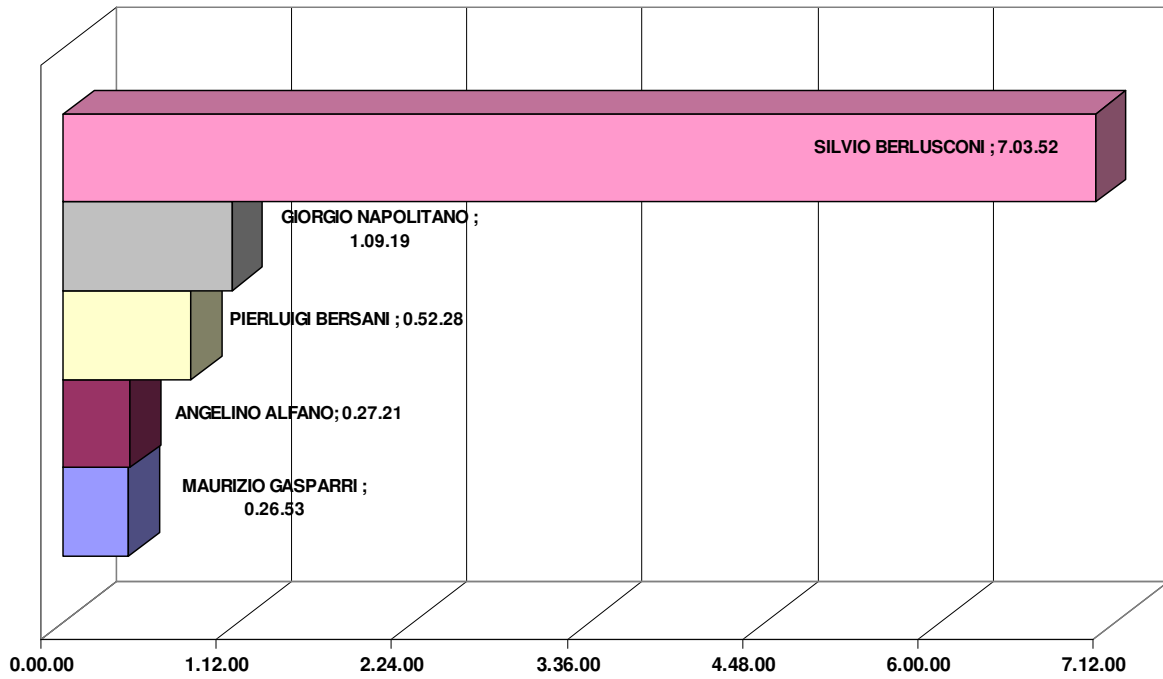 SILVIO BERLUSCONI ; 7.03.52
GIORGIO NAPOLITANO ;
1.09.19
PIERLUIGI BERSANI ; 0.52.28
ANGELINO ALFANO; 0.27.21
MAURIZIO GASPARRI ;
0.26.53
0.00.00 1.12.00 2.24.00 3.36.00 4.48.00 6.00.00 7.12.00